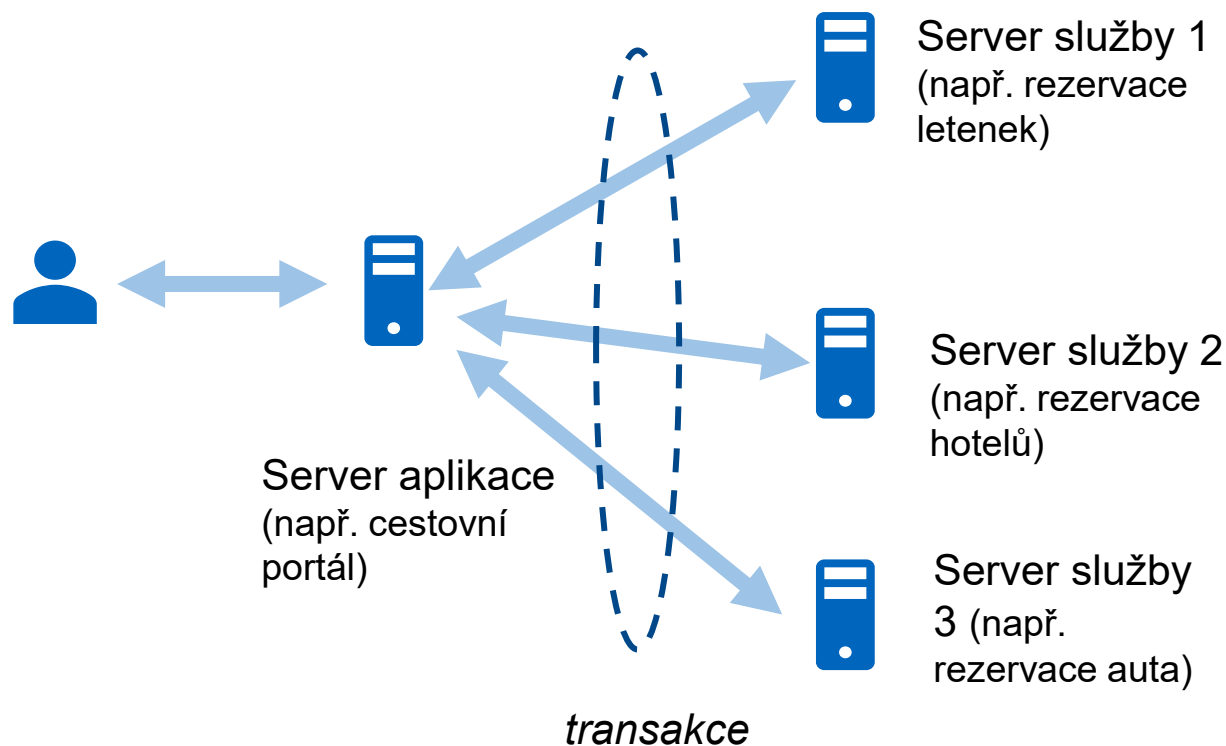 Server služby 1
(např. rezervace
letenek)
Server služby 2
(např. rezervace
hotelů)
Server aplikace
(např. cestovní
portál)
Server služby
3 (např.
rezervace auta)
transakce